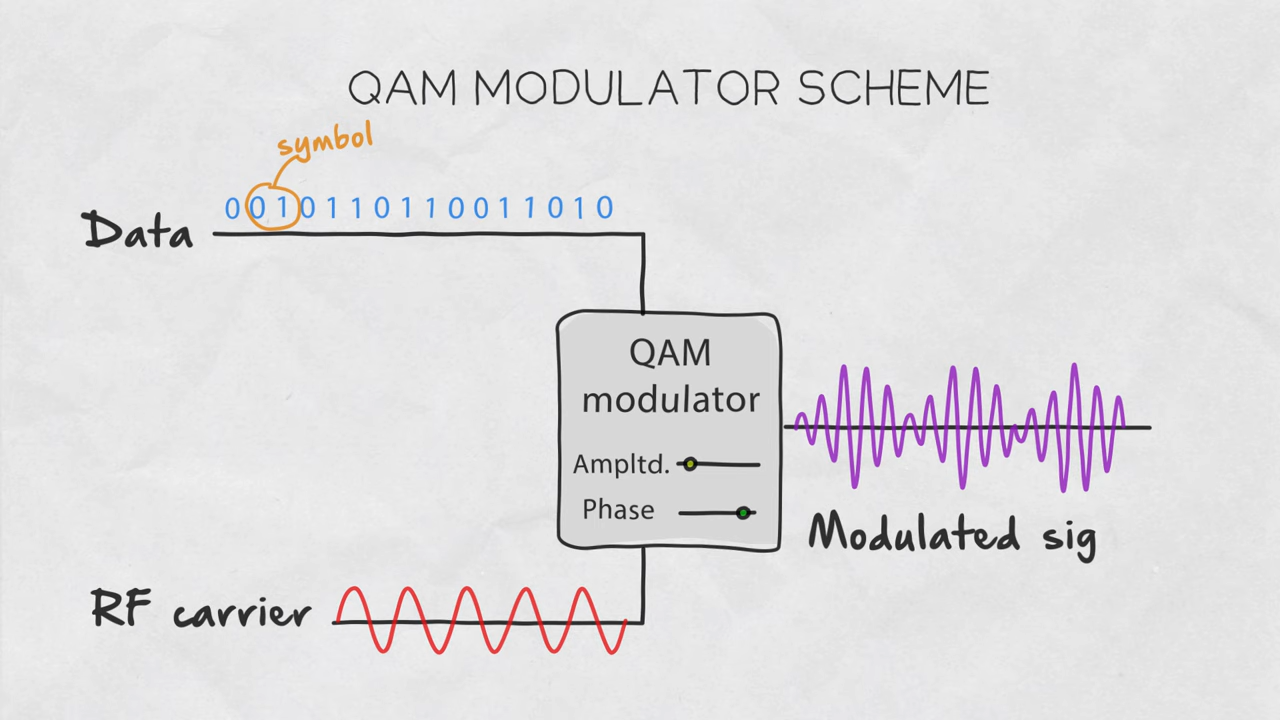 QAM MODULATOR SCHEME
symbol
0010110110011010
Data
QAM
modulator
Ampltd.
Phase
Modulated sig
RF carrier